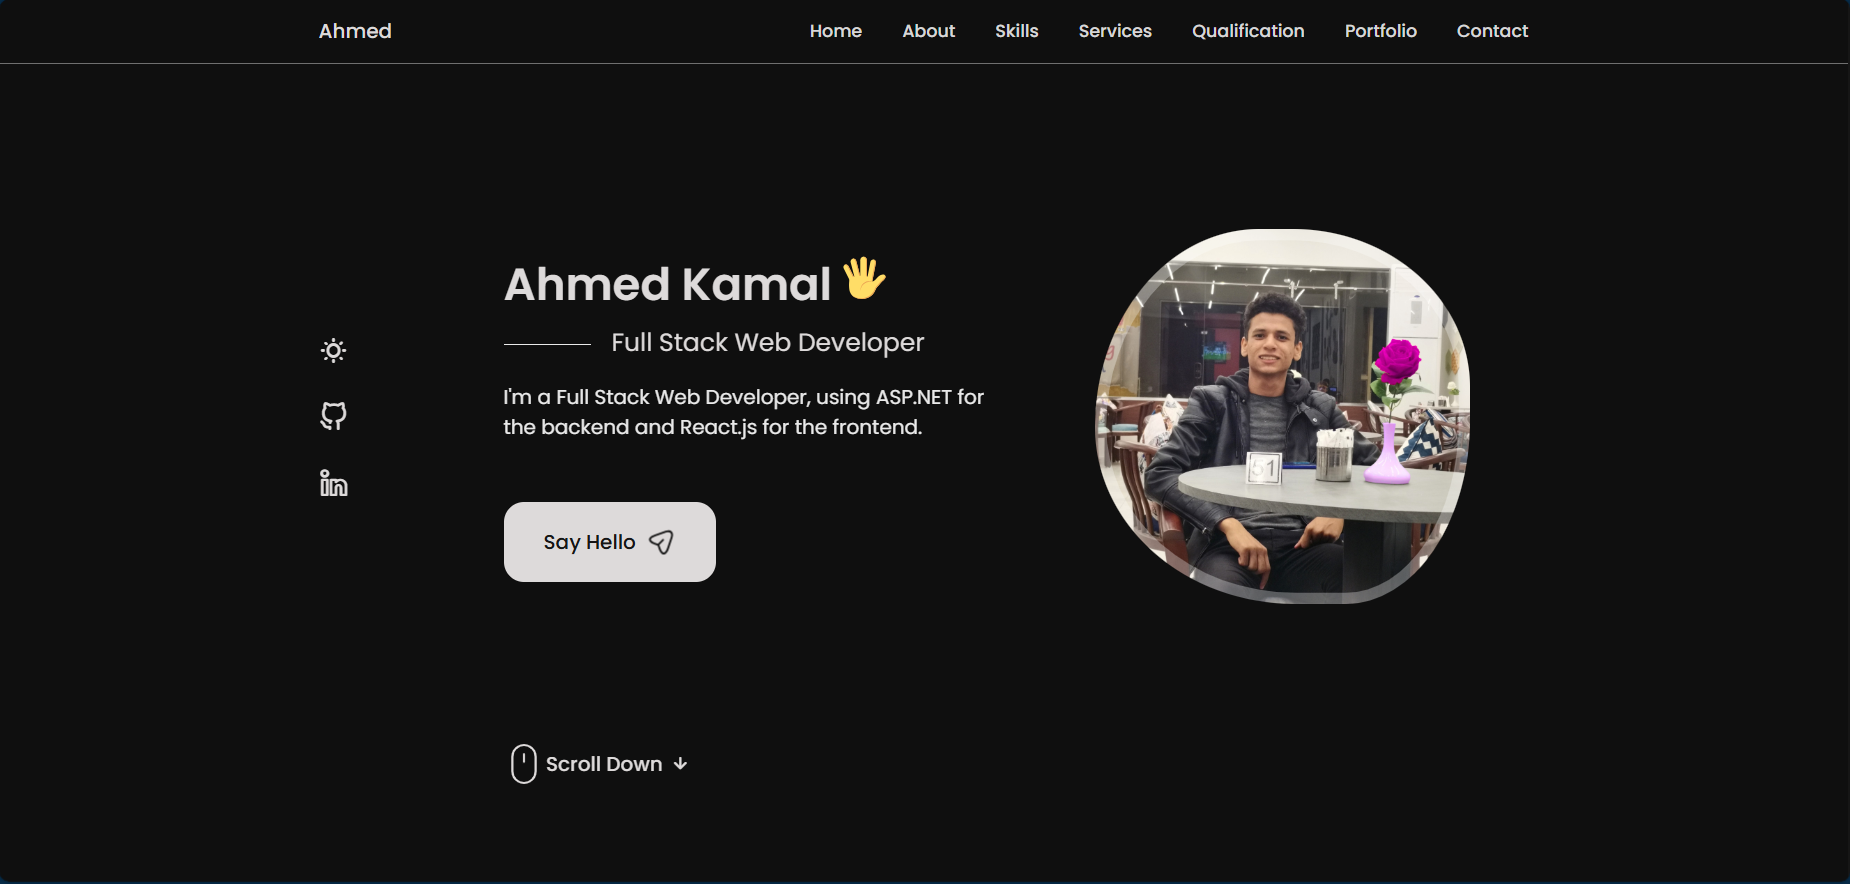 Ahmed
Home About Skills Services Qualification Portfolio Contact
Ahmed Kamal
Full Stack Web Developer
I'm a Full Stack Web Developer, using ASP.NET for
the backend and React.js for the frontend.
51
Say Hello
Scroll Down